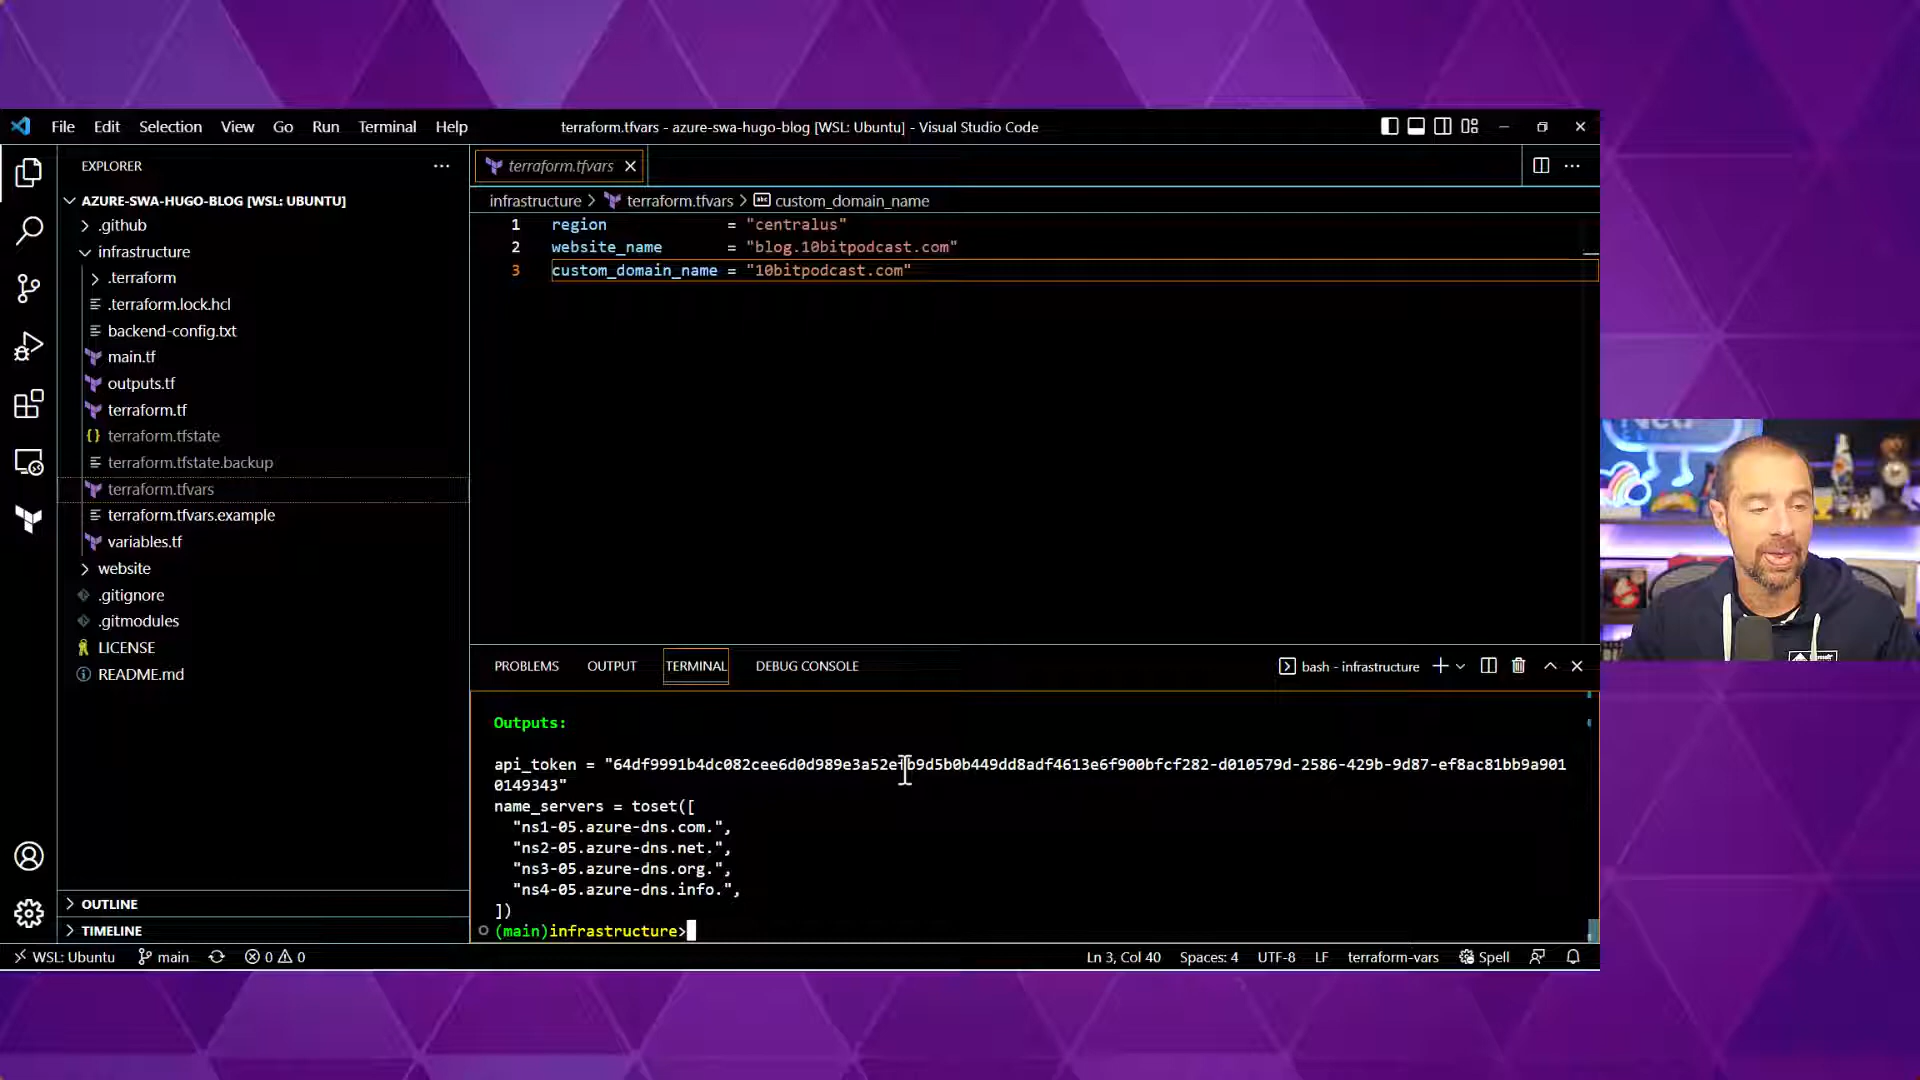 File Edit Selection View Go Run Terminal Help
terraform.tfvars - azure-swa-hugo-blog [WSL: Ubuntu] - Visual Studio Code
EXPLORER
AZURE-SWA-HUGO-BLOG [WSL: UBUNTU]
.github
infrastructure
.terraform
.terraform.lock.hcl
backend-config.txt
main.tf
outputs.tf
terraform.tf
terraform.tfstate
terraform.tfstate.backup
terraform.tfvars
terraform.tfvars.example
variables.tf
website
.gitignore
.gitmodules
LICENSE
README.md
OUTLINE
TIMELINE
terraform.tfvars
infrastructure > terraform.tfvars > custom_domain_name
1 region = "centralus"
2 website_name = "blog.10bitpodcast.com"
3 custom_domain_name = "10bitpodcast.com"
PROBLEMS OUTPUT TERMINAL DEBUG CONSOLE
bash - infrastructure
Outputs:
api_token = "64df9991b4dc082cee6d0d989e3a52efb9d5b0b449dd8adf4613e6f900bfcf282-d010579d-2586-429b-9d87-ef8ac81bb9a901
0149343"
name_servers = toset([
"ns1-05.azure-dns.com.",
"ns2-05.azure-dns.net.",
"ns3-05.azure-dns.org.",
"ns4-05.azure-dns.info.",
])
(main)infrastructure>
WSL: Ubuntu main 0 0 Ln 3, Col 40 Spaces: 4 UTF-8 LF terraform-vars Spell